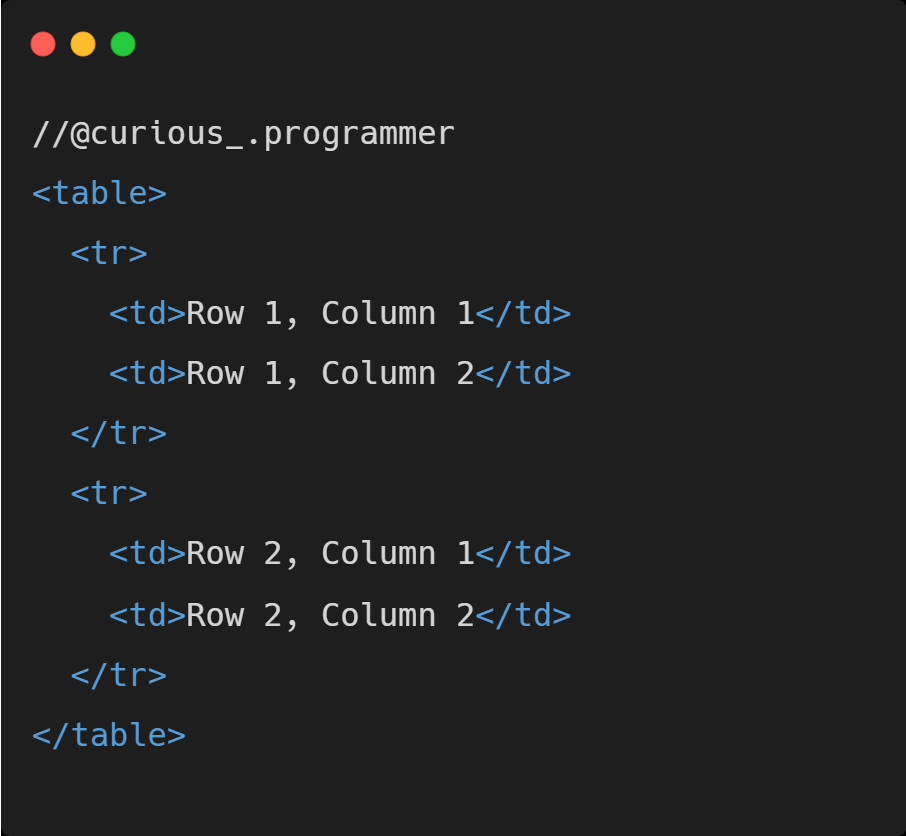 //@curious_.programmer
<table>
  <tr>
    <td>Row 1, Column 1</td>
    <td>Row 1, Column 2</td>
  </tr>
  <tr>
    <td>Row 2, Column 1</td>
    <td>Row 2, Column 2</td>
  </tr>
</table>